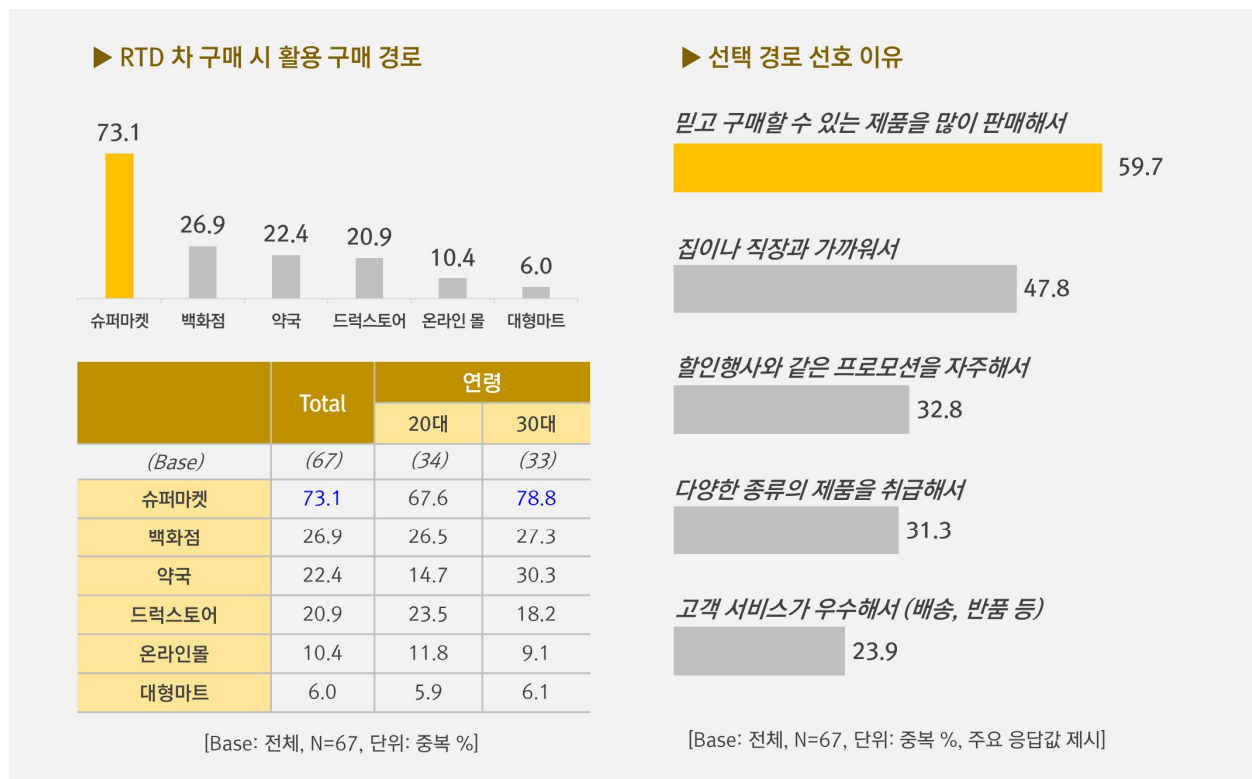 ▶ RTD 차 구매 시 활용 구매 경로
73.1
26.9
22.4
20.9
10.4
6.0
슈퍼마켓 백화점 약국 드럭스토어 온라인 몰 대형마트
Total 연령
20대 30대
(Base) (67) (34) (33)
슈퍼마켓 73.1 67.6 78.8
백화점 26.9 26.5 27.3
약국 22.4 14.7 30.3
드럭스토어 20.9 23.5 18.2
온라인몰 10.4 11.8 9.1
대형마트 6.0 5.9 6.1
[Base: 전체, N=67, 단위: 중복 %]
▶ 선택 경로 선호 이유
믿고 구매할 수 있는 제품을 많이 판매해서
59.7
집이나 직장과 가까워서
47.8
할인행사와 같은 프로모션을 자주해서
32.8
다양한 종류의 제품을 취급해서
31.3
고객 서비스가 우수해서 (배송, 반품 등)
23.9
[Base: 전체, N=67, 단위: 중복 %, 주요 응답값 제시]